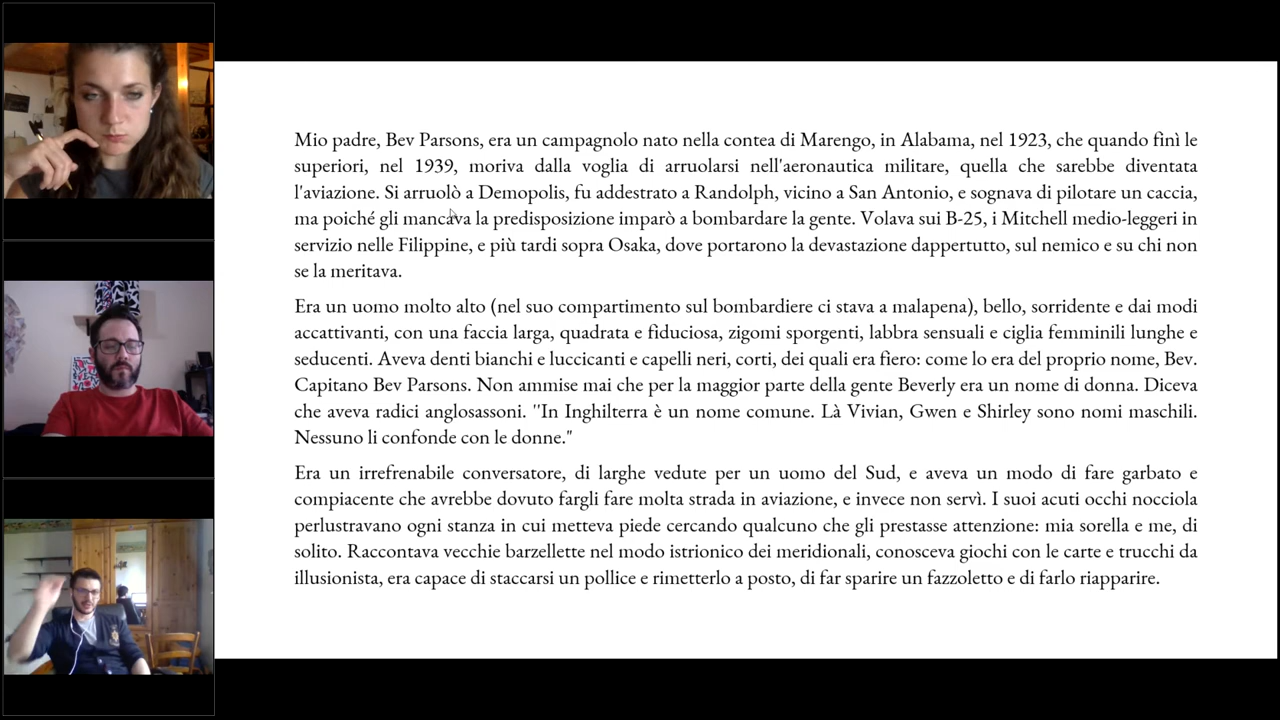 Mio padre, Bev Parsons, era un campagnolo nato nella contea di Marengo, in Alabama, nel 1923, che quando finì le
superiori, nel 1939, moriva dalla voglia di arruolarsi nell'aeronautica militare, quella che sarebbe diventata
l'aviazione. Si arruolò a Demopolis, fu addestrato a Randolph, vicino a San Antonio, e sognava di pilotare un caccia,
ma poiché gli mancava la predisposizione imparò a bombardare la gente. Volava sui B-25, i Mitchell medio-leggeri in
servizio nelle Filippine, e più tardi sopra Osaka, dove portarono la devastazione dappertutto, sul nemico e su chi non
se la meritava.
Era un uomo molto alto (nel suo compartimento sul bombardiere ci stava a malapena), bello, sorridente e dai modi
accattivanti, con una faccia larga, quadrata e fiduciosa, zigomi sporgenti, labbra sensuali e ciglia femminili lunghe e
seducenti. Aveva denti bianchi e luccicanti e capelli neri, corti, dei quali era fiero: come lo era del proprio nome, Bev.
Capitano Bev Parsons. Non ammise mai che per la maggior parte della gente Beverly era un nome di donna. Diceva
che aveva radici anglosassoni. ''In Inghilterra è un nome comune. Là Vivian, Gwen e Shirley sono nomi maschili.
Nessuno li confonde con le donne."
Era un irrefrenabile conversatore, di larghe vedute per un uomo del Sud, e aveva un modo di fare garbato e
compiacente che avrebbe dovuto fargli fare molta strada in aviazione, e invece non servì. I suoi acuti occhi nocciola
perlustravano ogni stanza in cui metteva piede cercando qualcuno che gli prestasse attenzione: mia sorella e me, di
solito. Raccontava vecchie barzellette nel modo istrionico dei meridionali, conosceva giochi con le carte e trucchi da
illusionista, era capace di staccarsi un pollice e rimetterlo a posto, di far sparire un fazzoletto e di farlo riapparire.